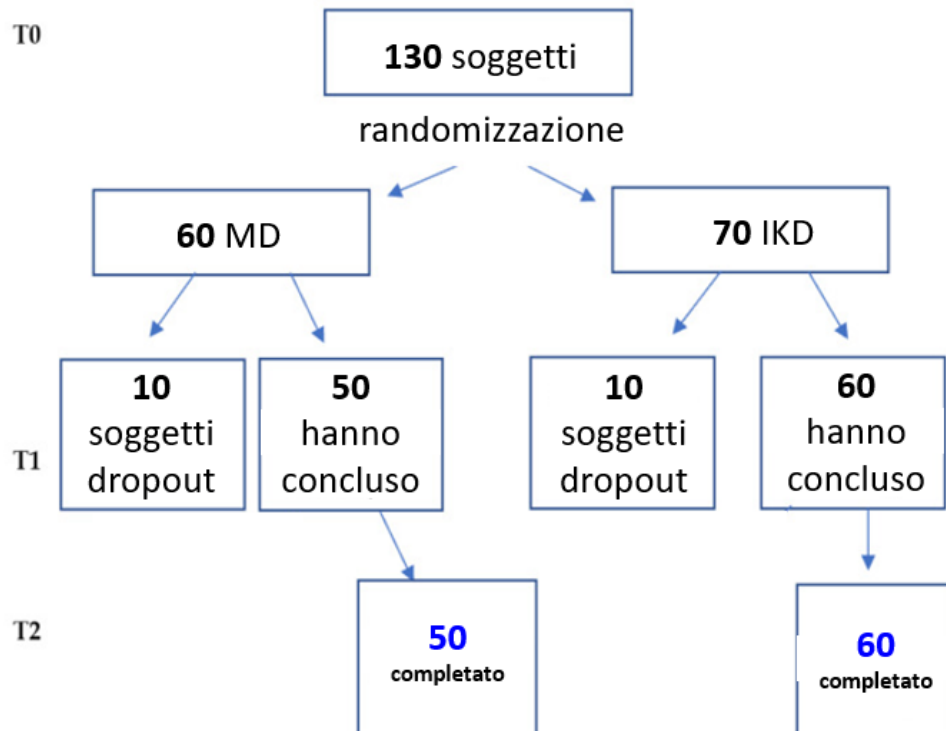 T0
130 soggetti
randomizzazione
60 MD
70 IKD
T1
10
soggetti
dropout
50
hanno
concluso
10
soggetti
dropout
60
hanno
concluso
T2
50
completato
60
completato